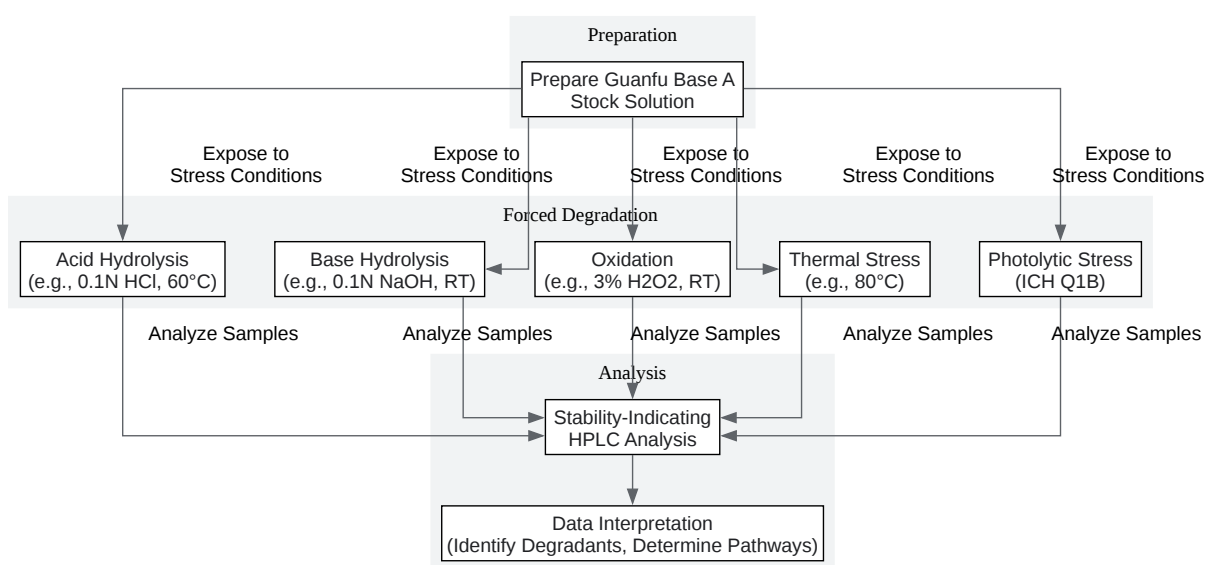 Preparation
Prepare Guanfu Base A
Stock Solution
Expose to
Stress Conditions
Expose to
Stress Conditions
Expose to
Stress Conditions
Expose to
Stress Conditions
Expose to
Stress Conditions
Forced Degradation
Acid Hydrolysis
(e.g., 0.1N HCl, 60°C)
Base Hydrolysis
(e.g., 0.1N NaOH, RT)
Oxidation
(e.g., 3% H2O2, RT)
Thermal Stress
(e.g., 80°C)
Photolytic Stress
(ICH Q1B)
Analyze Samples
Analyze Samples
Analyze Samples
Analyze Samples
Analyze Samples
Analysis
Stability-Indicating
HPLC Analysis
Data Interpretation
(Identify Degradants, Determine Pathways)